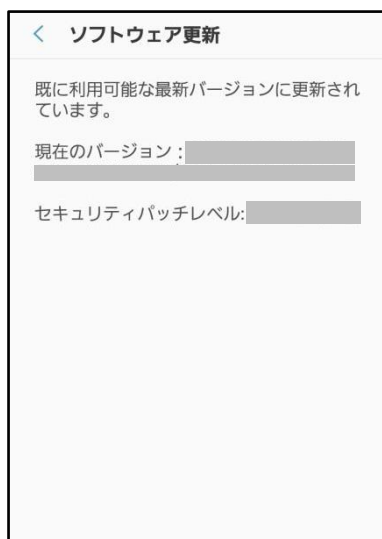 ソフトウェア更新
既に利用可能な最新バージョンに更新され
ています。
現在のバージョン :
セキュリティパッチレベル: